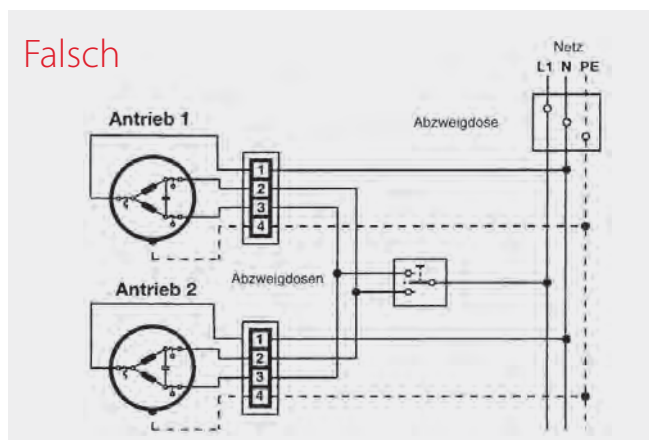 Falsch
Netz
L1 N PE
Abzweigdose
Antrieb 1
1
2
3
4
Abzweigdosen
Antrieb 2
1
2
3
4